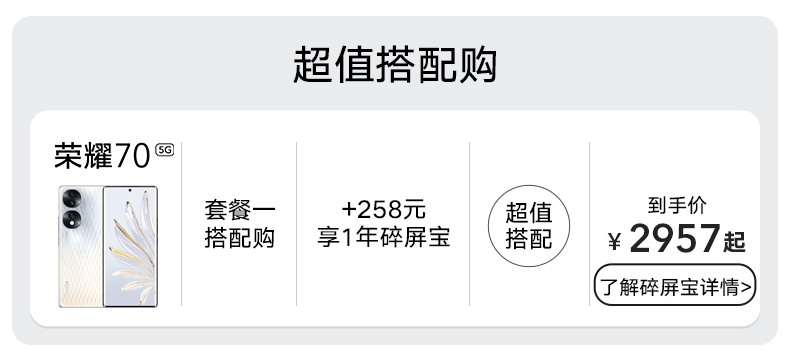 超值搭配购
荣耀70 5G
套餐一
搭配购
+258元
享1年碎屏宝
超值
搭配
到手价
¥2957起
了解碎屏宝详情>